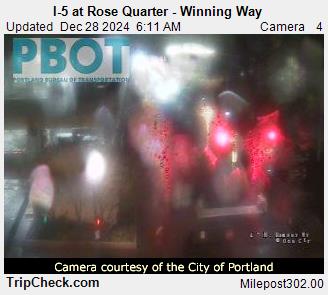 I-5 at Rose Quarter - Winning Way
Updated Dec 28 2024 6:11 AM Camera 4
PBOT
PORTLAND BUREAU OF TRANSPORTATION
Camera courtesy of the City of Portland
TripCheck.com Milepost302.00